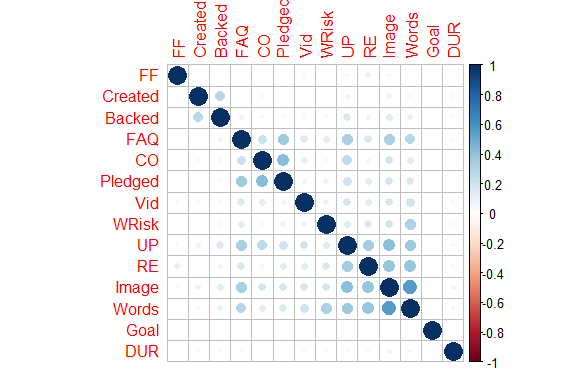 FF Created Backed FAQ CO Pledged Vid WRisk UP RE Image Words Goal DUR
FF
Created
Backed
FAQ
CO
Pledged
Vid
WRisk
UP
RE
Image
Words
Goal
DUR
1
0.8
0.6
0.4
0.2
0
-0.2
-0.4
-0.6
-0.8
-1